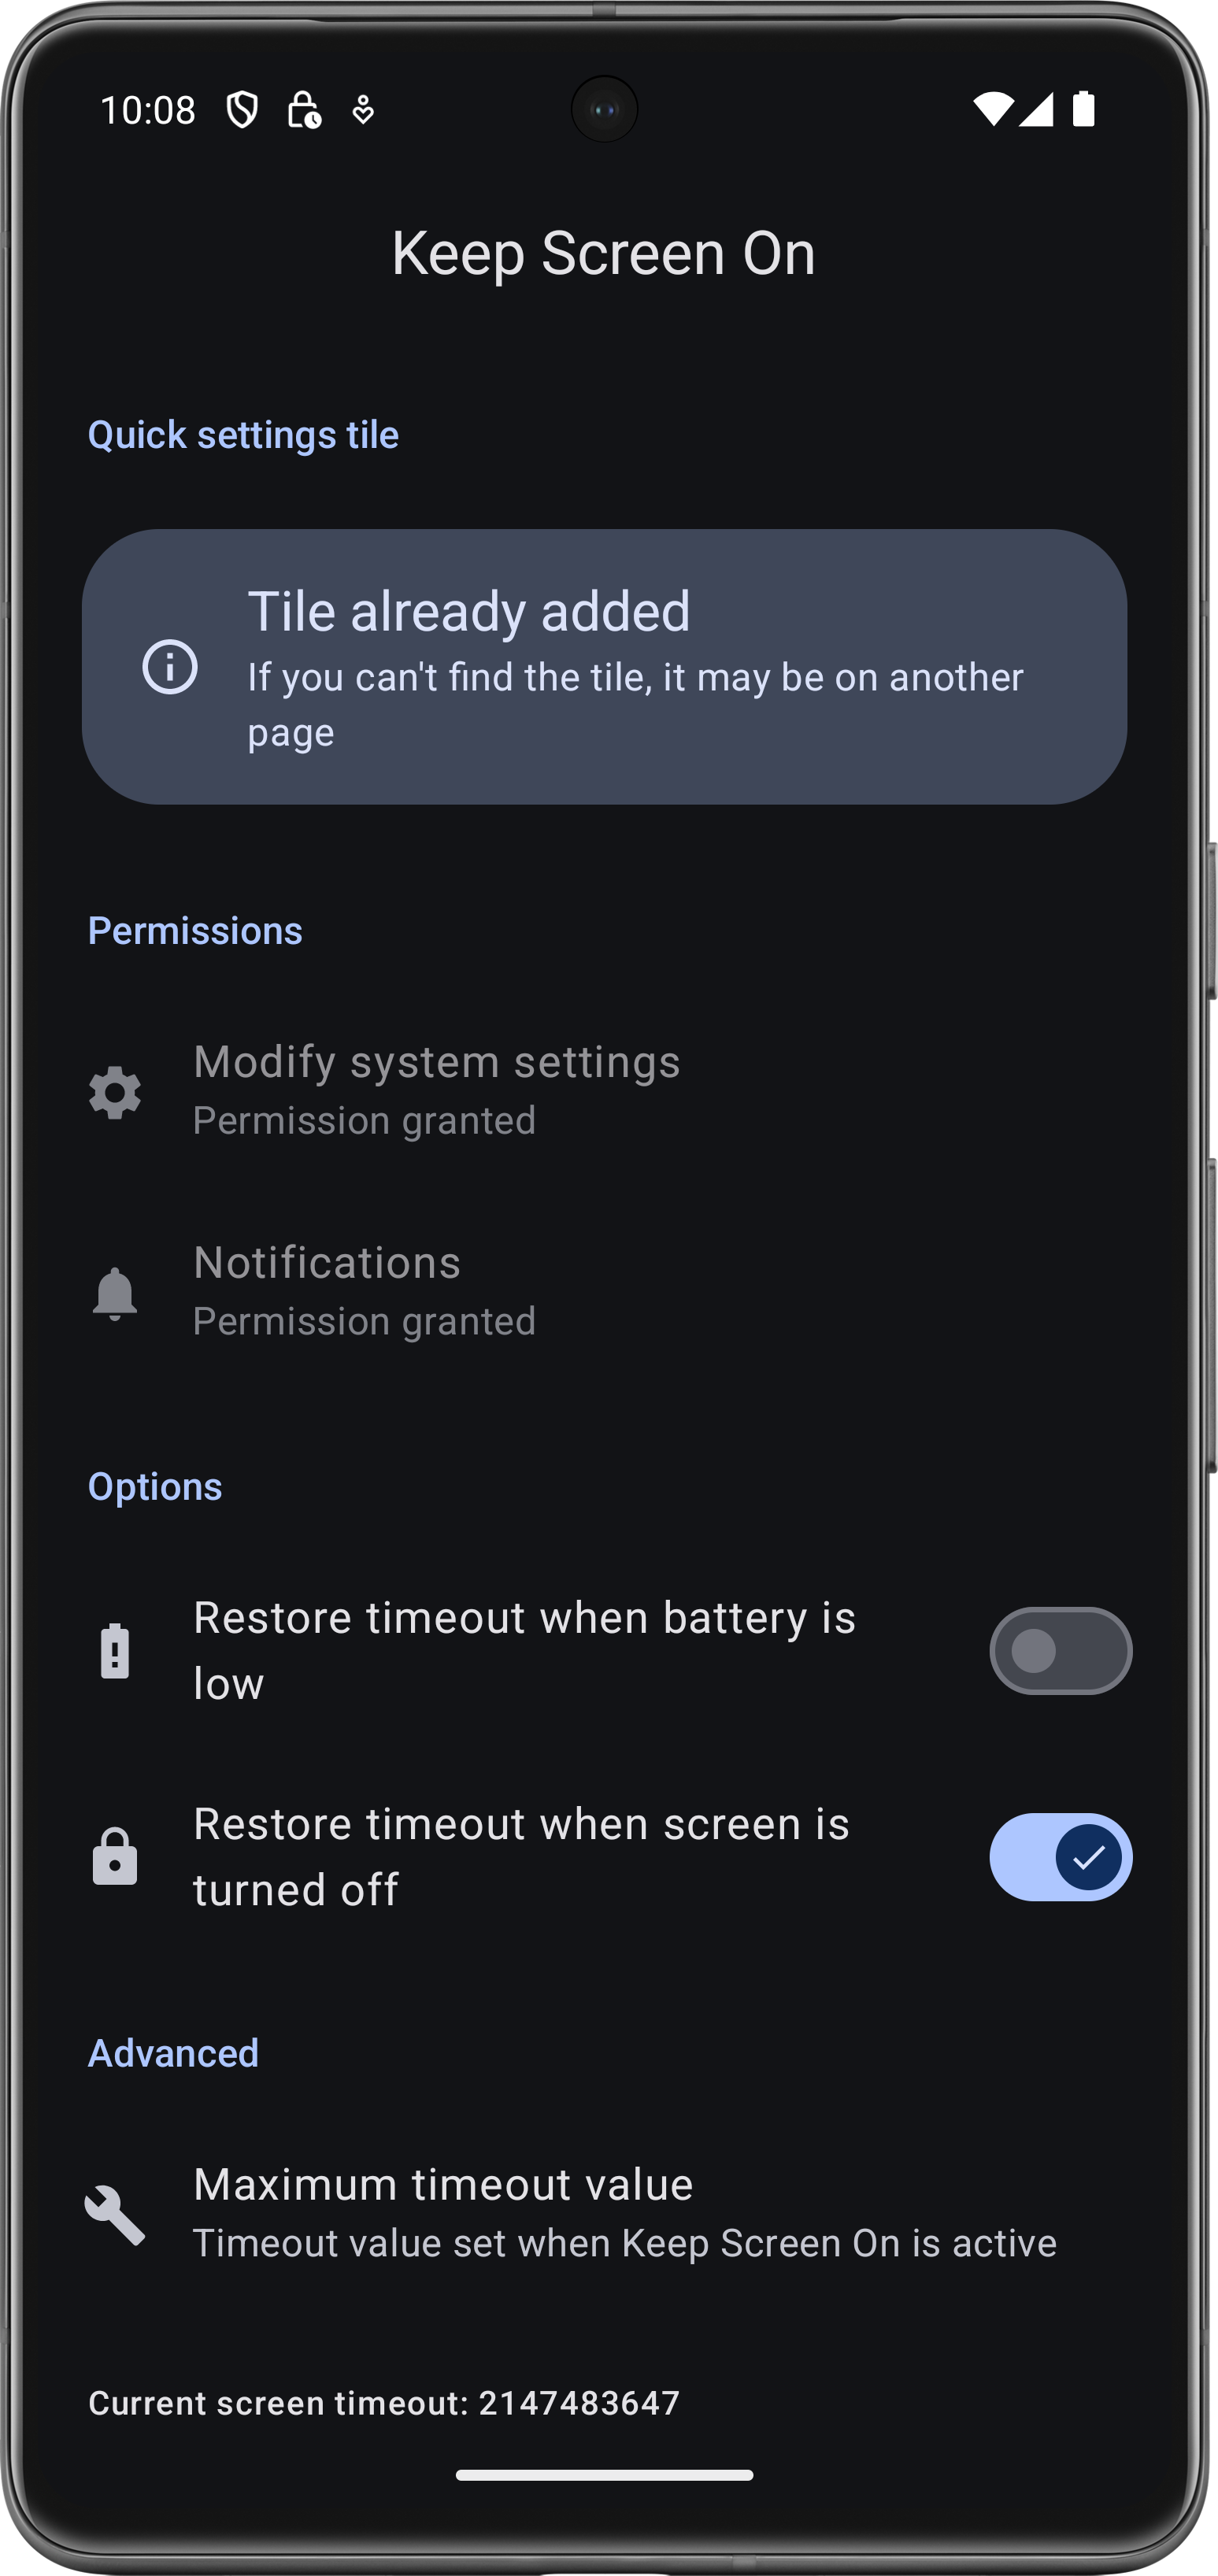 10:08
Keep Screen On
Quick settings tile
Tile already added
If you can't find the tile, it may be on another
page
Permissions
Modify system settings
Permission granted
Notifications
Permission granted
Options
Restore timeout when battery is
low
Restore timeout when screen is
turned off
Advanced
Maximum timeout value
Timeout value set when Keep Screen On is active
Current screen timeout: 2147483647